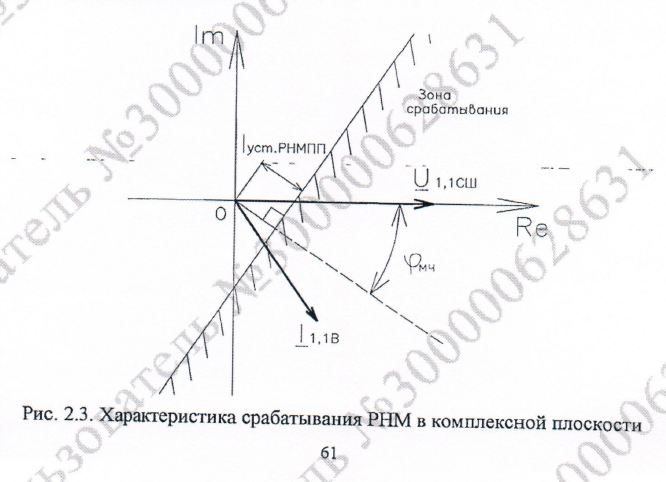 Im
Зона
срабатывания
Iуст.РНМПП
U 1,1СШ
0
Re
φмч
I 1,1В
Рис. 2.3. Характеристика срабатывания РНМ в комплексной плоскости
61
№30000000628631